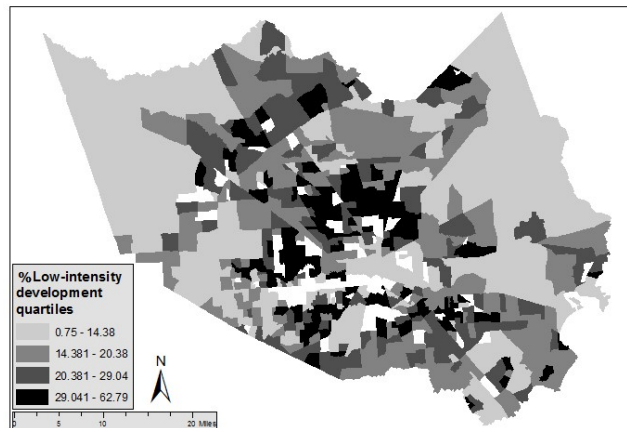 %Low-intensity
development
quartiles
0.75 - 14.38
14.381 - 20.38
20.381 - 29.04
29.041 - 62.79
N
0 5 10 20 Miles